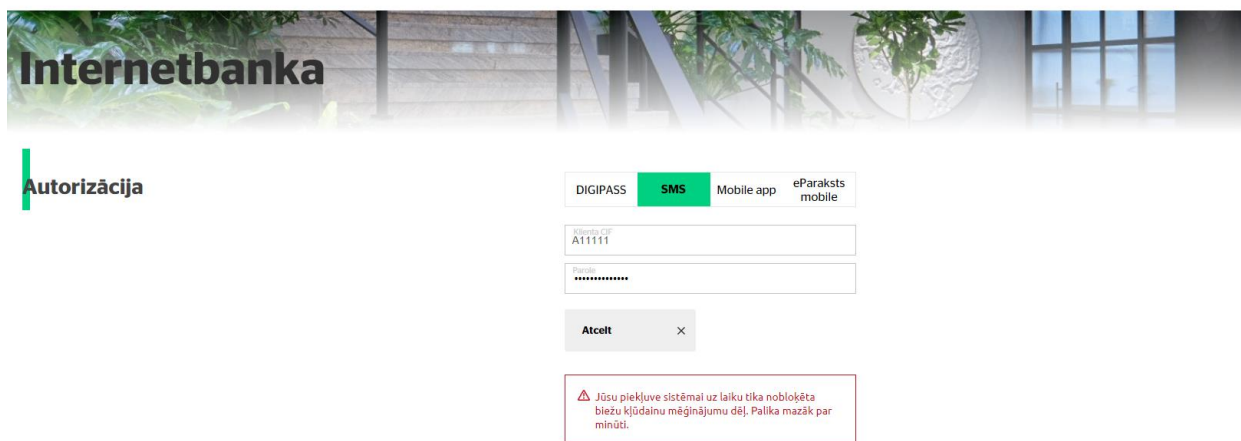 Internetbanka
Autorizācija
DIGIPASS
SMS
Mobile app
eParaksts
mobile
Klienta CIF
A11111
Parole
••••••••••••••
Atcelt
Jūsu piekļuve sistēmai uz laiku tika nobloķēta
biežu kļūdainu mēģinājumu dēļ. Palika mazāk par
minūti.